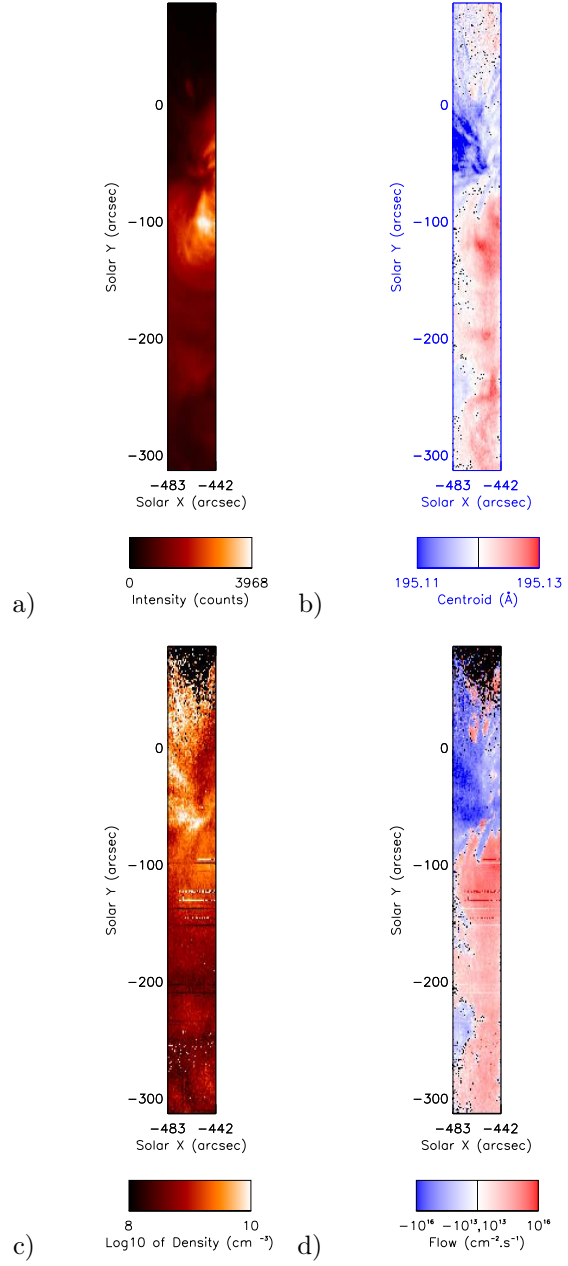 Solar Y (arcsec)
0
−100
−200
−300
−483 −442
Solar X (arcsec)
0 3968
Intensity (counts)
a)
Solar Y (arcsec)
0
−100
−200
−300
−483 −442
Solar X (arcsec)
195.11 195.13
Centroid (Å)
b)
Solar Y (arcsec)
0
−100
−200
−300
−483 −442
Solar X (arcsec)
8 10
Log10 of Density (cm⁻³)
c)
Solar Y (arcsec)
0
−100
−200
−300
−483 −442
Solar X (arcsec)
−10¹⁶ −10¹³,10¹³ 10¹⁶
Flow (cm⁻².s⁻¹)
d)